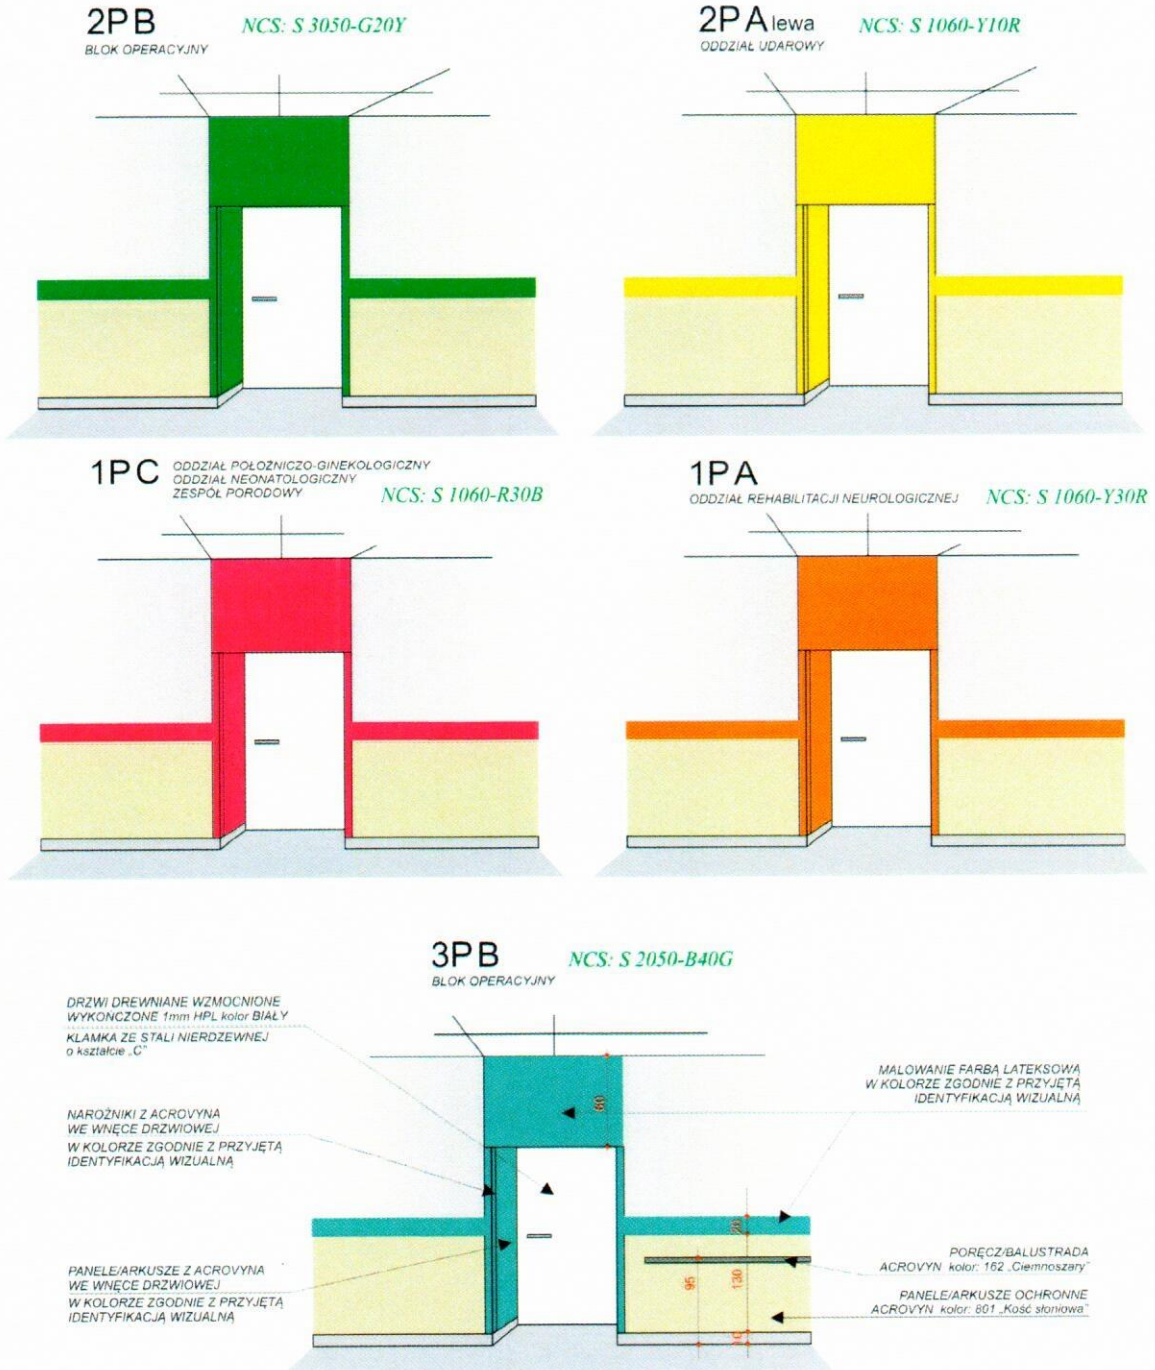 2PB NCS: S 3050-G20Y
BLOK OPERACYJNY
2PA lewa NCS: S 1060-Y10R
ODDZIAŁ UDAROWY
1PC ODDZIAŁ POŁOŻNICZO-GINEKOLOGICZNY
ODDZIAŁ NEONATOLOGICZNY
ZESPÓŁ PORODOWY NCS: S 1060-R30B
1PA
ODDZIAŁ REHABILITACJI NEUROLOGICZNEJ NCS: S 1060-Y30R
3PB NCS: S 2050-B40G
BLOK OPERACYJNY
DRZWI DREWNIANE WZMOCNIONE
WYKOŃCZONE 1mm HPL kolor BIAŁY
KLAMKA ZE STALI NIERDZEWNEJ
o kształcie „C"
NAROŻNIKI Z ACROVYNA
WE WNĘCE DRZWIOWEJ
W KOLORZE ZGODNIE Z PRZYJĘTĄ
IDENTYFIKACJĄ WIZUALNĄ
PANELE/ARKUSZE Z ACROVYNA
WE WNĘCE DRZWIOWEJ
W KOLORZE ZGODNIE Z PRZYJĘTĄ
IDENTYFIKACJĄ WIZUALNĄ
MALOWANIE FARBĄ LATEKSOWĄ
W KOLORZE ZGODNIE Z PRZYJĘTĄ
IDENTYFIKACJĄ WIZUALNĄ
PORĘCZ/BALUSTRADA
ACROVYN kolor: 162 „Ciemnoszary"
PANELE/ARKUSZE OCHRONNE
ACROVYN kolor: 801 „Kość słoniowa"
20
95
130
10